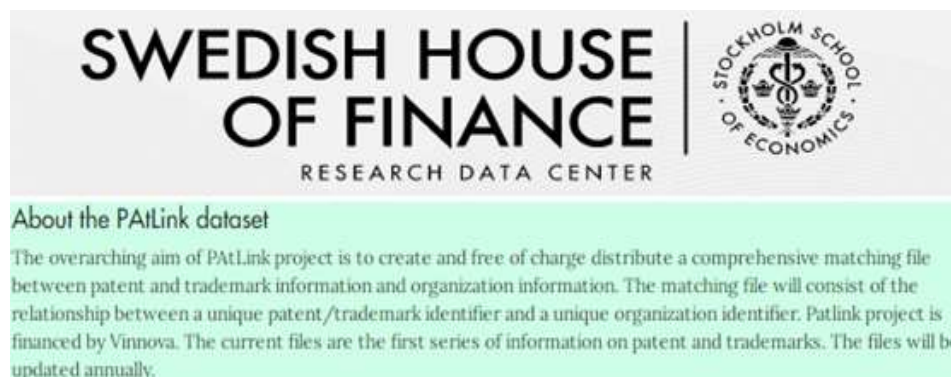 SWEDISH HOUSE
OF FINANCE
RESEARCH DATA CENTER
STOCKHOLM SCHOOL
· OF ECONOMICS ·
About the PAtLink dataset
The overarching aim of PAtLink project is to create and free of charge distribute a comprehensive matching file
between patent and trademark information and organization information. The matching file will consist of the
relationship between a unique patent/trademark identifier and a unique organization identifier. Patlink project is
financed by Vinnova. The current files are the first series of information on patent and trademarks. The files will be
updated annually.